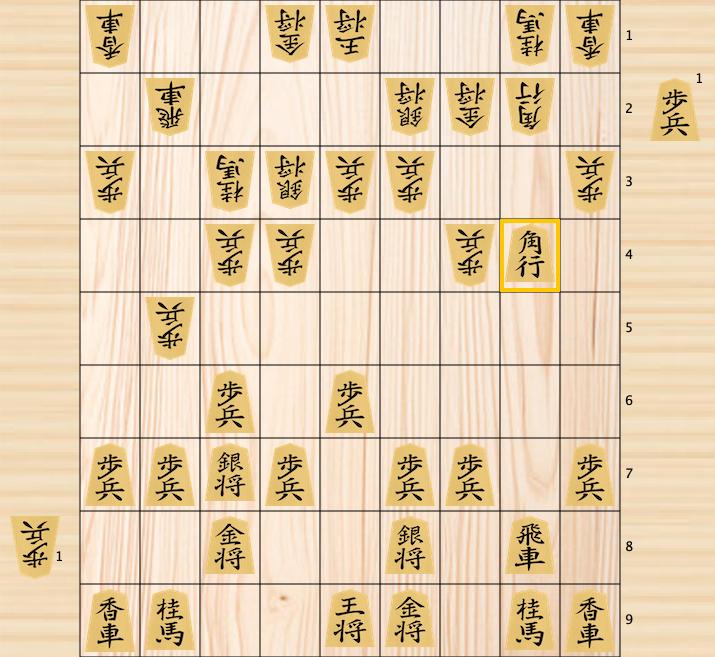 香車 金将 王将 桂馬 香車 1
飛車 銀将 金将 角行 2 歩兵 1
歩兵 桂馬 銀将 歩兵 歩兵 歩兵 3
歩兵 歩兵 歩兵 角行 4
歩兵 5
歩兵 歩兵 6
歩兵 歩兵 銀将 歩兵 歩兵 歩兵 歩兵 7
歩兵 1 金将 銀将 飛車 8
香車 桂馬 王将 金将 桂馬 香車 9